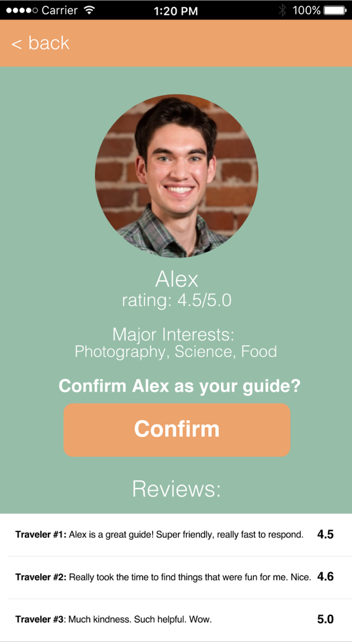 Carrier 1:20 PM 100%
< back
Alex
rating: 4.5/5.0
Major Interests:
Photography, Science, Food
Confirm Alex as your guide?
Confirm
Reviews:
Traveler #1: Alex is a great guide! Super friendly, really fast to respond. 4.5
Traveler #2: Really took the time to find things that were fun for me. Nice. 4.6
Traveler #3: Much kindness. Such helpful. Wow. 5.0